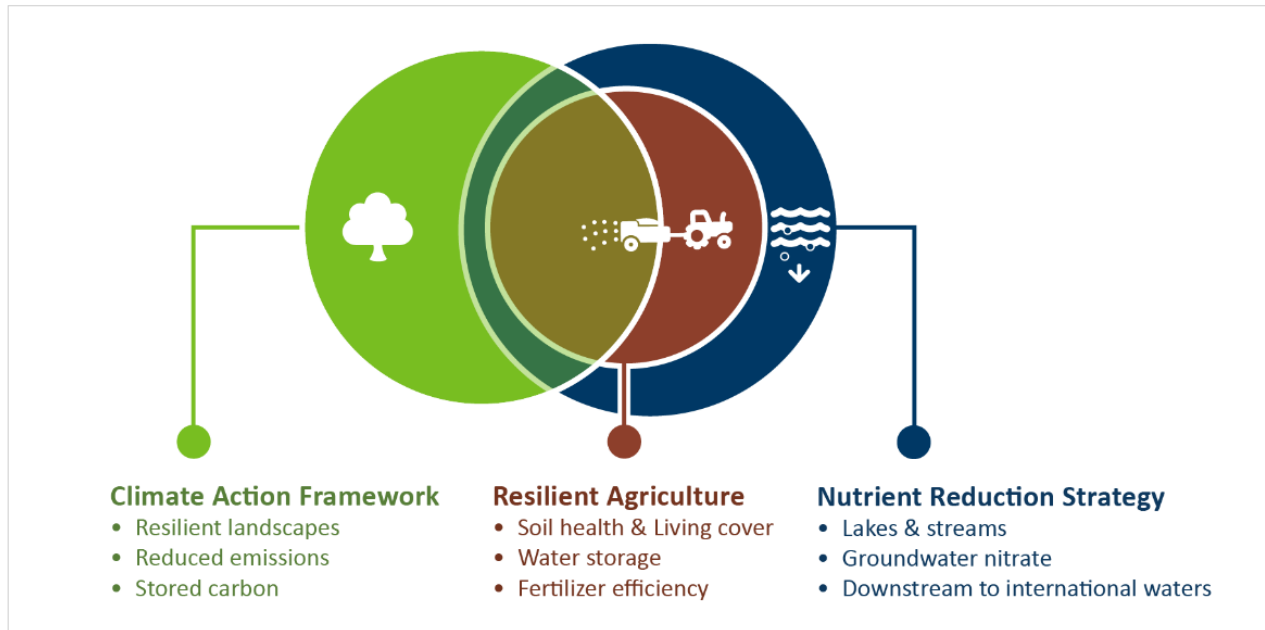 Climate Action Framework
• Resilient landscapes
• Reduced emissions
• Stored carbon
Resilient Agriculture
• Soil health & Living cover
• Water storage
• Fertilizer efficiency
Nutrient Reduction Strategy
• Lakes & streams
• Groundwater nitrate
• Downstream to international waters